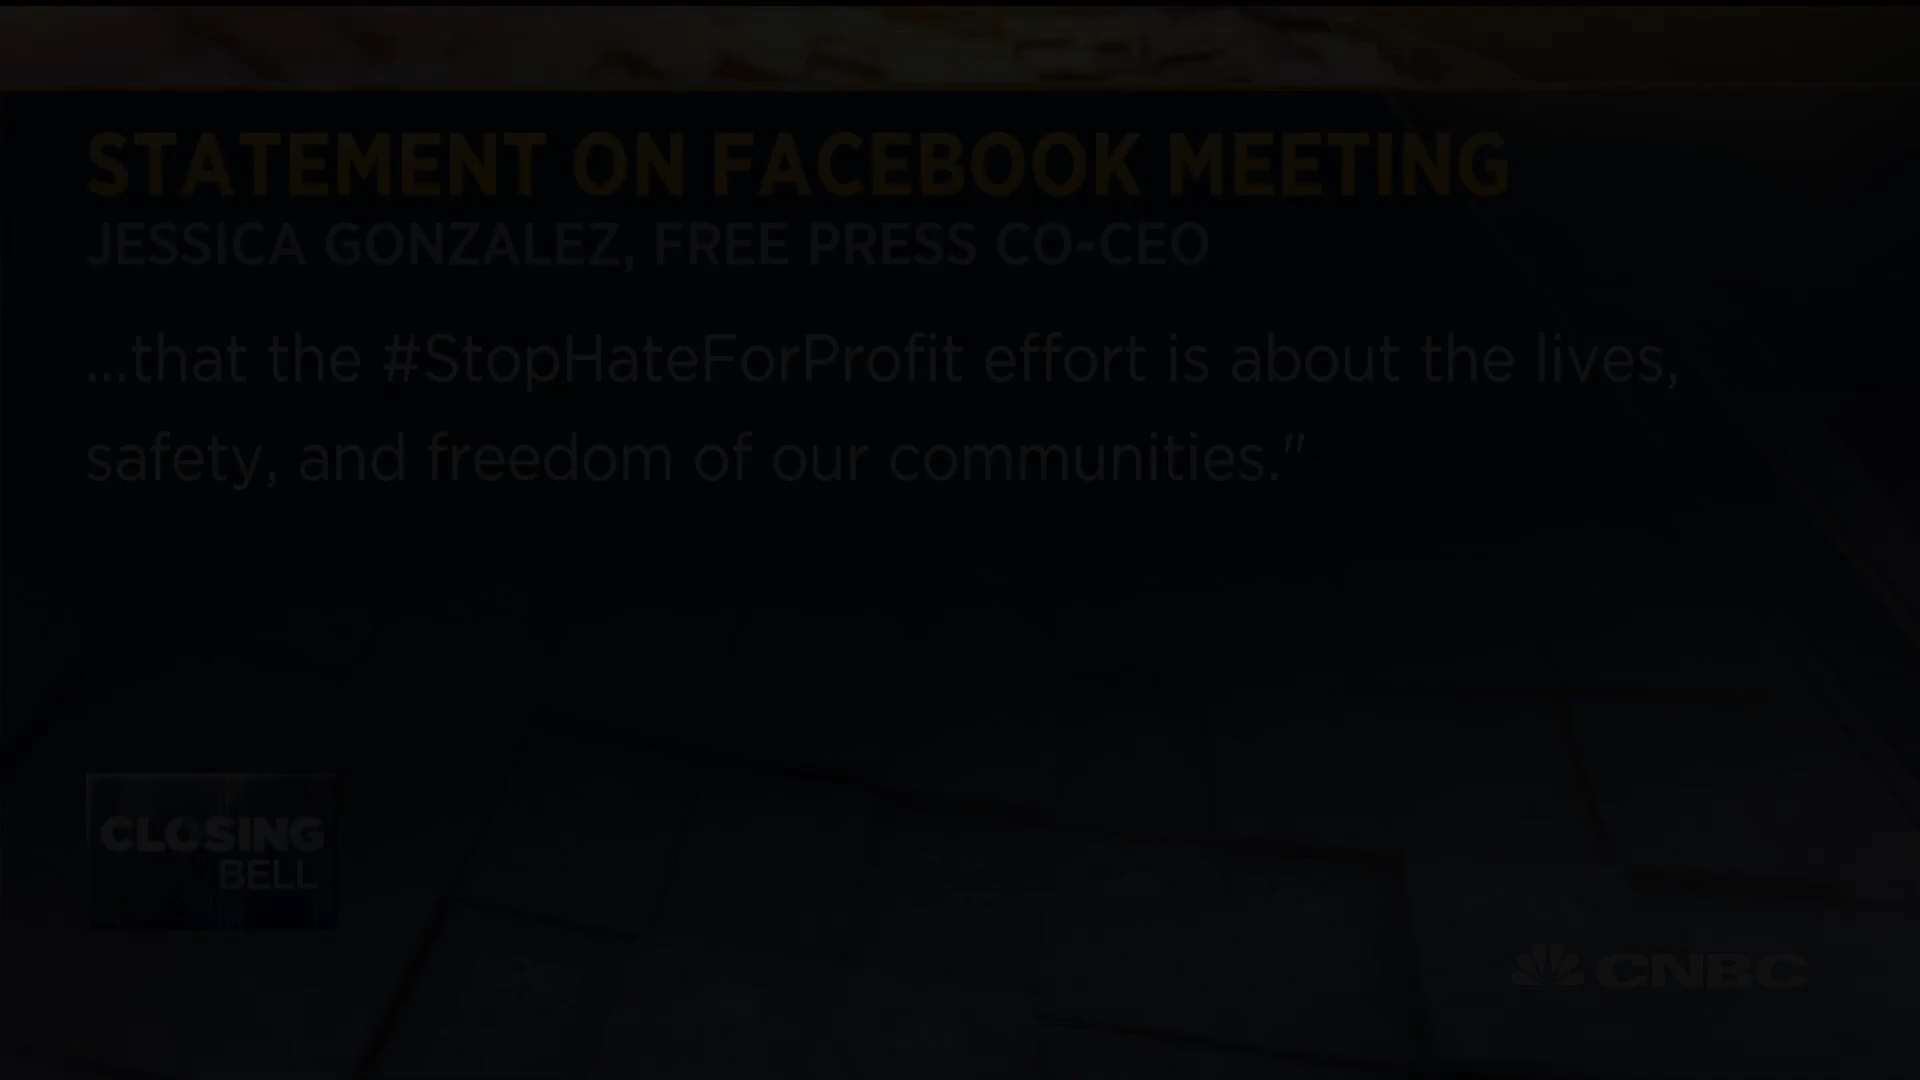 STATEMENT ON FACEBOOK MEETING
JESSICA GONZALEZ, FREE PRESS CO-CEO
...that the #StopHateForProfit effort is about the lives,
safety, and freedom of our communities."
CLOSING
BELL
CNBC